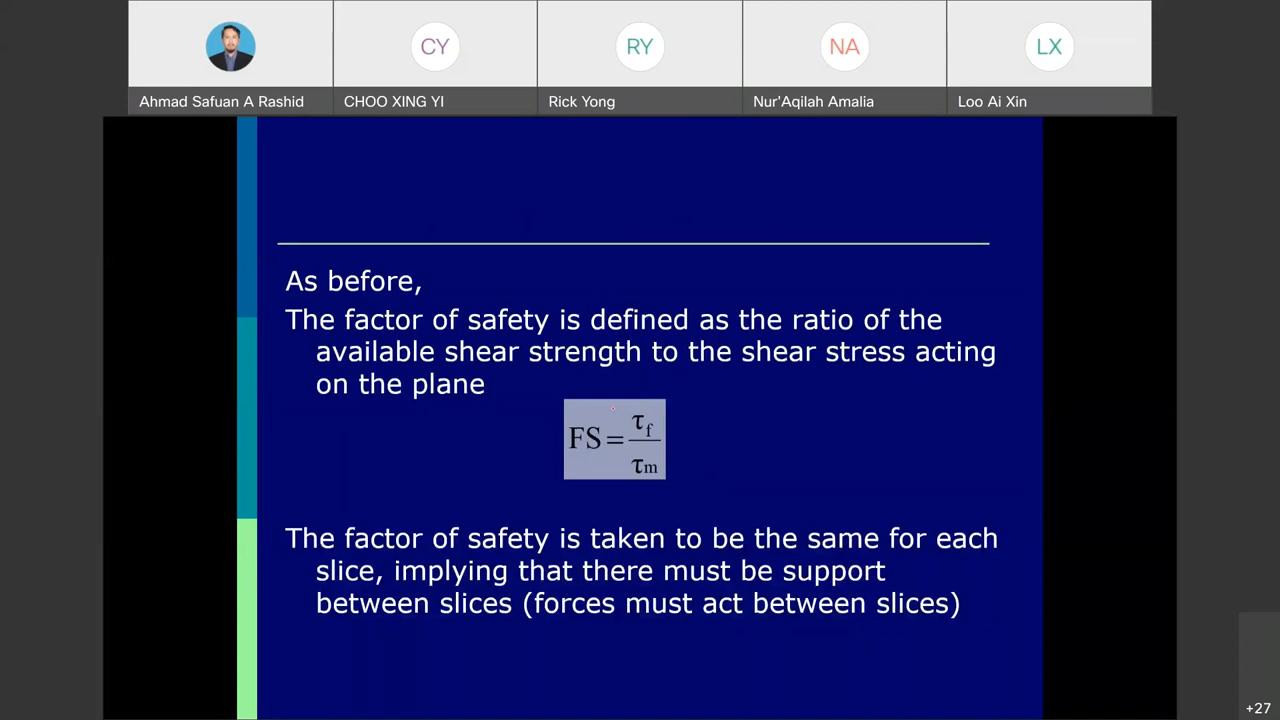 CY
RY
NA
LX
Ahmad Safuan A Rashid
CHOO XING YI
Rick Yong
Nur'Aqilah Amalia
Loo Ai Xin
As before,
The factor of safety is defined as the ratio of the
available shear strength to the shear stress acting
on the plane
FS = τf / τm
The factor of safety is taken to be the same for each
slice, implying that there must be support
between slices (forces must act between slices)
+27